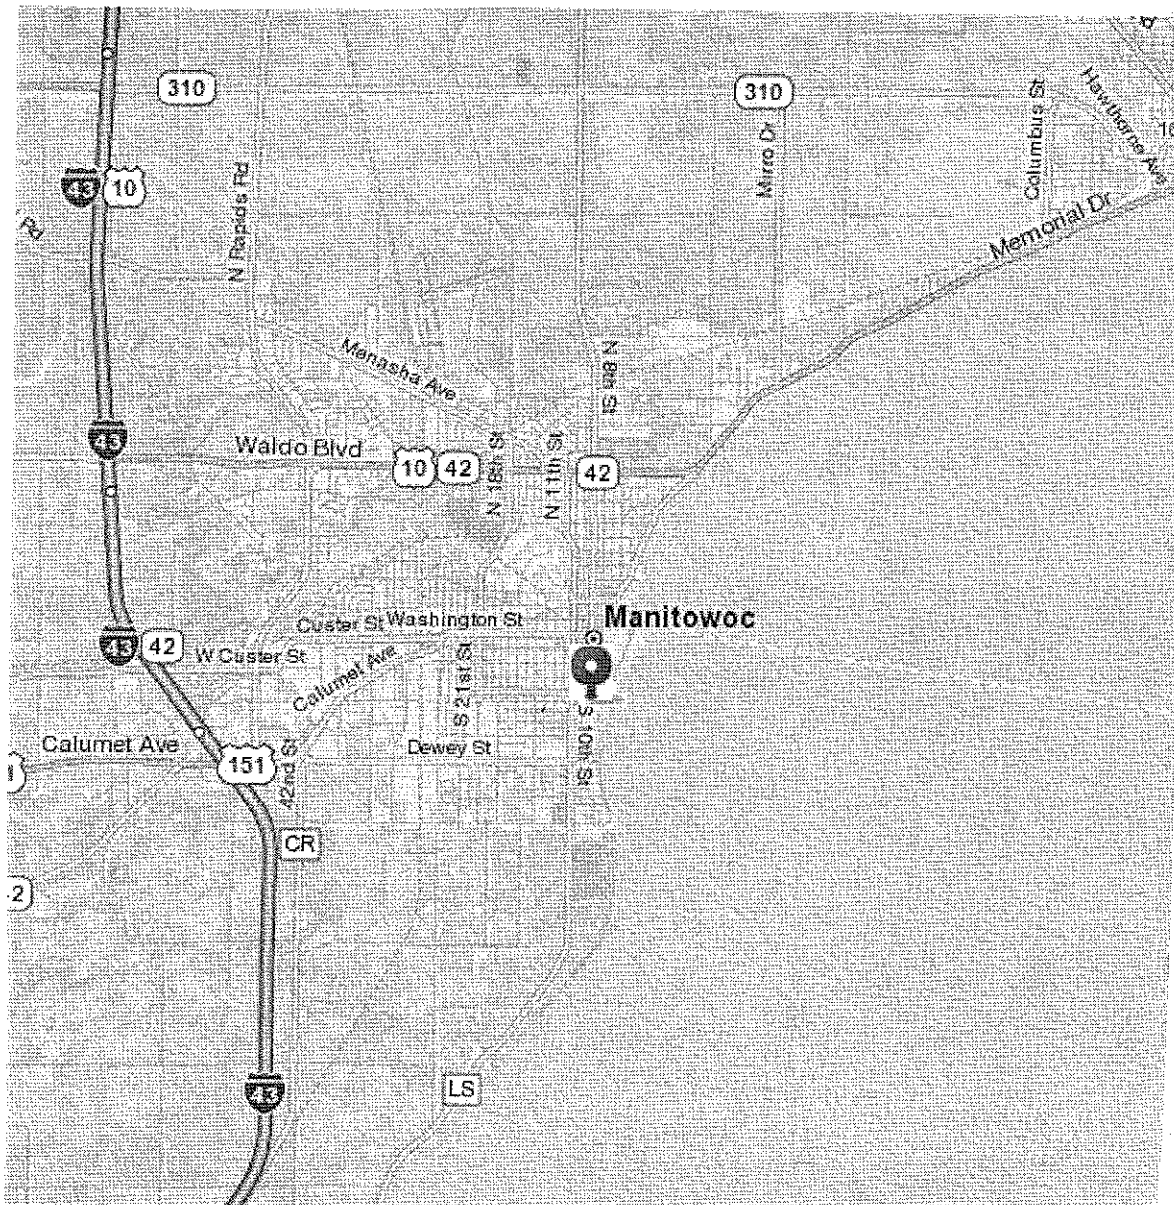 310
310
Columbus St
Hawthorne Ave
Mirro Dr
43
10
N Rapids Rd
Rd
Memorial Dr
Menasha Ave
N 8th St
43
Waldo Blvd
10
42
N 18th St
N 11th St
42
Manitowoc
Custer St
Washington St
43
42
W Custer St
Calumet Ave
S 21st St
S 10th St
Calumet Ave
151
42nd St
Dewey St
CR
43
LS